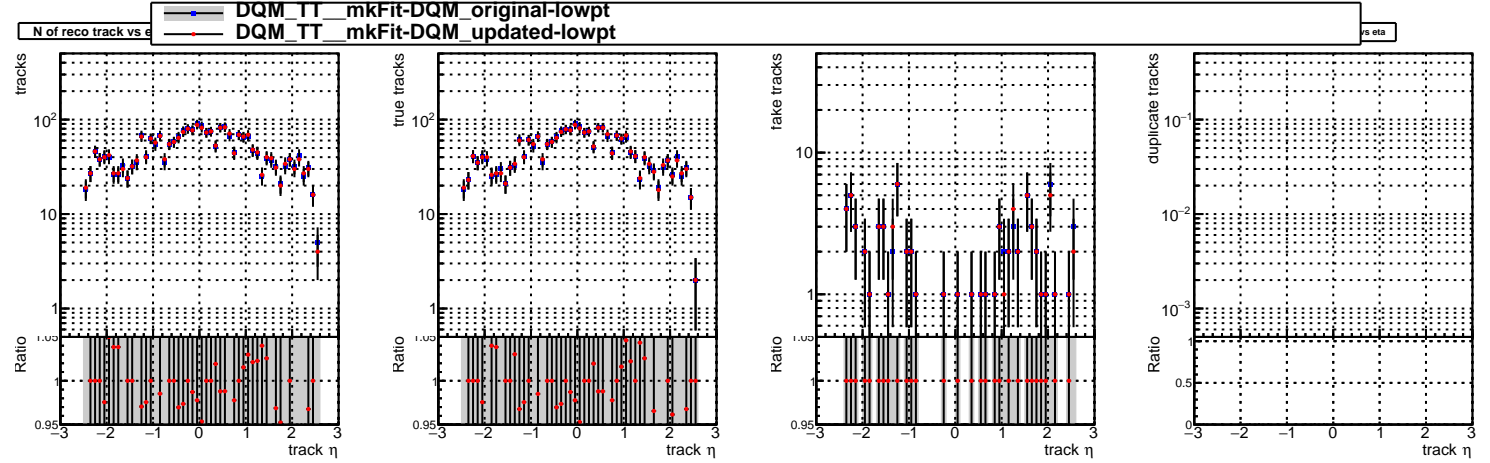 DQM_TT__mkFit-DQM_original-lowpt
DQM_TT__mkFit-DQM_updated-lowpt
N of reco track vs e
vs eta
tracks
10²
10
1
Ratio
1.05
1
0.95
−3 −2 −1 0 1 2 3
track η
true tracks
10²
10
1
Ratio
1.05
1
0.95
−3 −2 −1 0 1 2 3
track η
fake tracks
10
1
Ratio
1.05
1
0.95
−3 −2 −1 0 1 2 3
track η
duplicate tracks
10⁻¹
10⁻²
10⁻³
Ratio
1
0.5
0
−3 −2 −1 0 1 2 3
track η